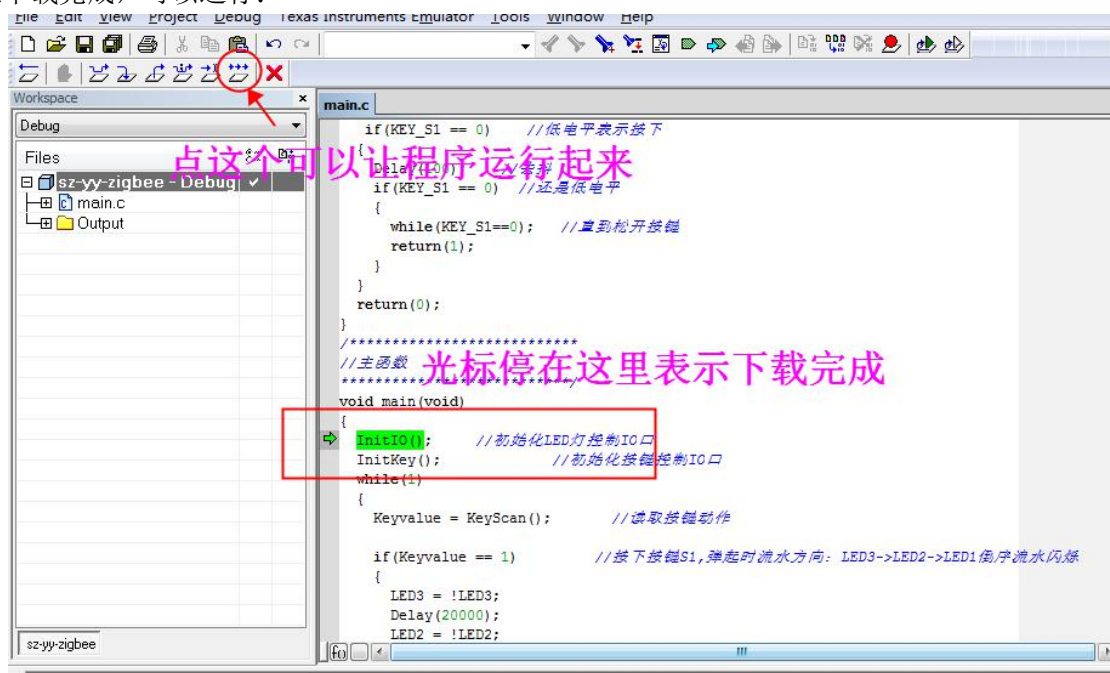 下载完成，可以运行：
File Edit View Project Debug Texas Instruments Emulator Tools Window Help
Workspace
Debug
Files
sz-yy-zigbee - Debug
main.c
Output
sz-yy-zigbee
点这个可以让程序运行起来
main.c
if(KEY_S1 == 0) //低电平表示按下
{
if(KEY_S1 == 0) //还是低电平
{
while(KEY_S1==0); //直到松开按键
return(1);
}
}
return(0);
}
/****************************
//主函数
光标停在这里表示下载完成
****************************/
void main(void)
{
InitIO(); //初始化LED灯控制IO口
InitKey(); //初始化按键控制IO口
while(1)
{
Keyvalue = KeyScan(); //读取按键动作
if(Keyvalue == 1) //按下按键S1,弹起时流水方向: LED3->LED2->LED1倒序流水闪烁
{
LED3 = !LED3;
Delay(20000);
LED2 = !LED2;